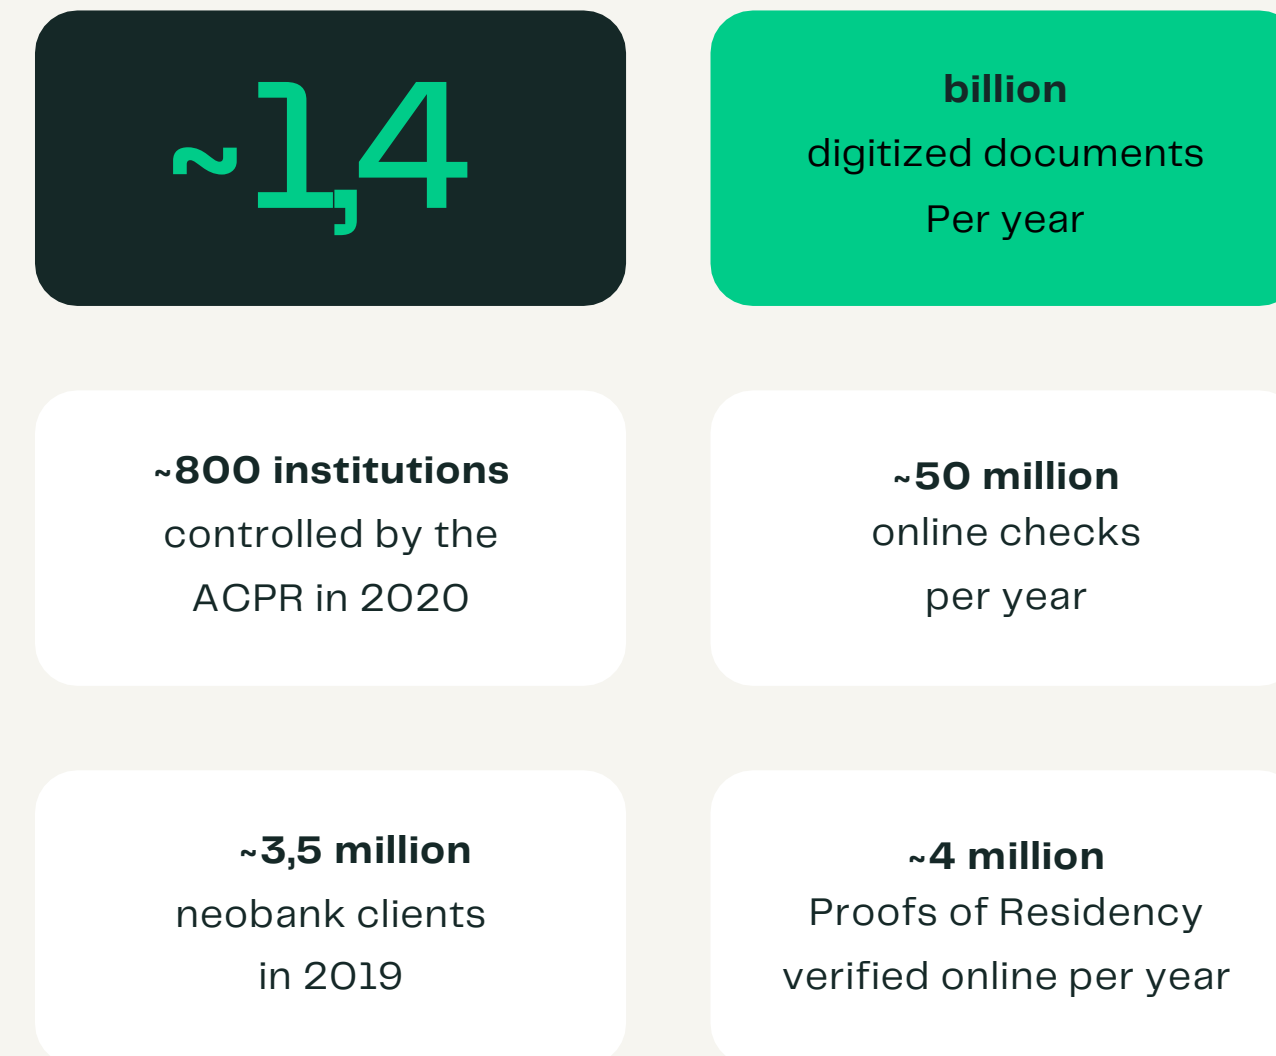 ~1,4
billion
digitized documents
Per year
~800 institutions
controlled by the
ACPR in 2020
~50 million
online checks
per year
~3,5 million
neobank clients
in 2019
~4 million
Proofs of Residency
verified online per year